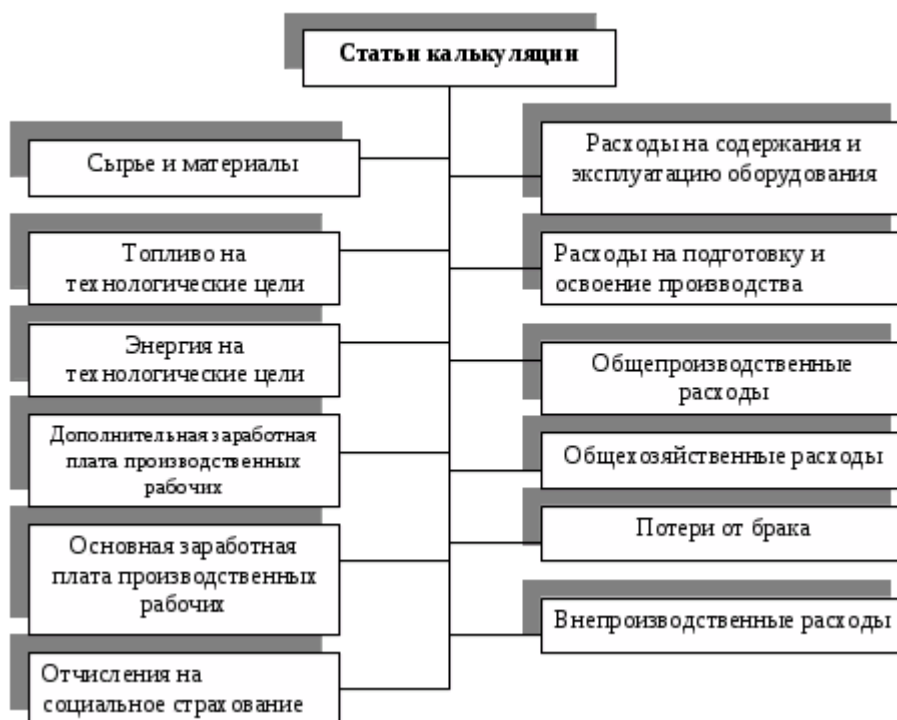 Статьи калькуляции
Сырье и материалы
Топливо на
технологические цели
Энергия на
технологические цели
Дополнительная заработная
плата производственных
рабочих
Основная заработная
плата производственных
рабочих
Отчисления на
социальное страхование
Расходы на содержания и
эксплуатацию оборудования
Расходы на подготовку и
освоение производства
Общепроизводственные
расходы
Общехозяйственные расходы
Потери от брака
Внепроизводственные расходы